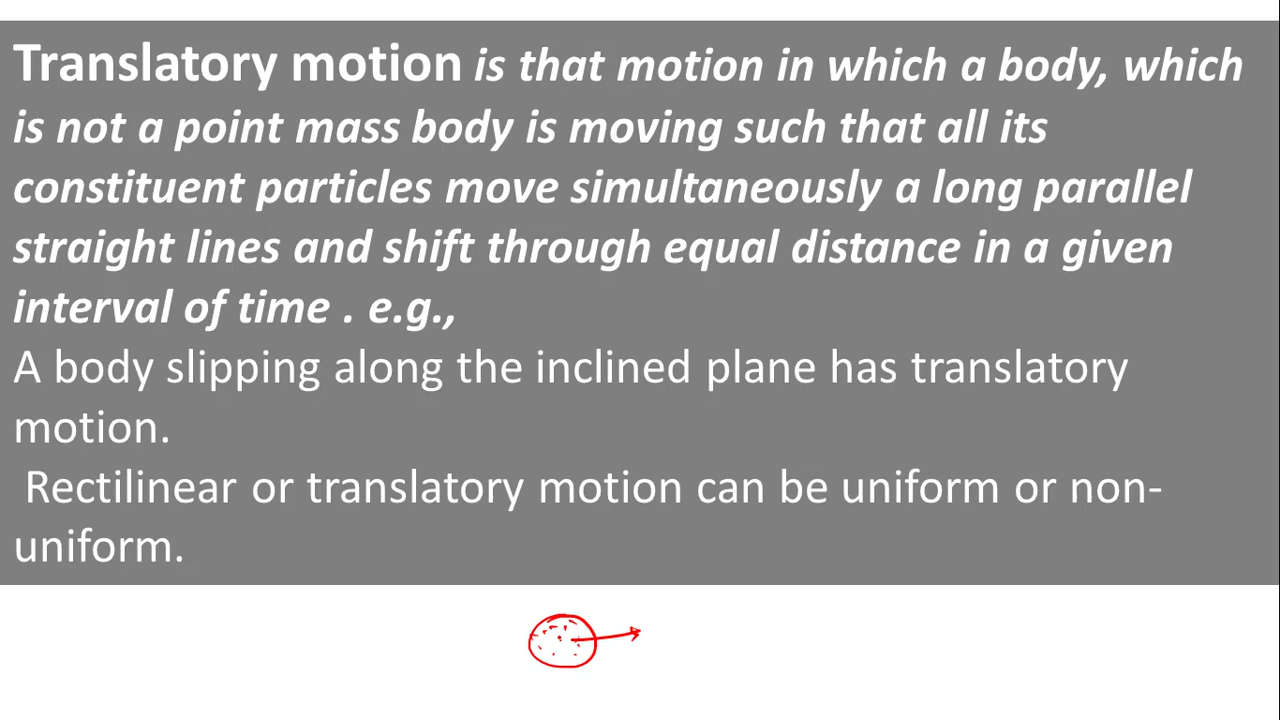 Translatory motion is that motion in which a body, which
is not a point mass body is moving such that all its
constituent particles move simultaneously a long parallel
straight lines and shift through equal distance in a given
interval of time . e.g.,
A body slipping along the inclined plane has translatory
motion.
Rectilinear or translatory motion can be uniform or non-
uniform.